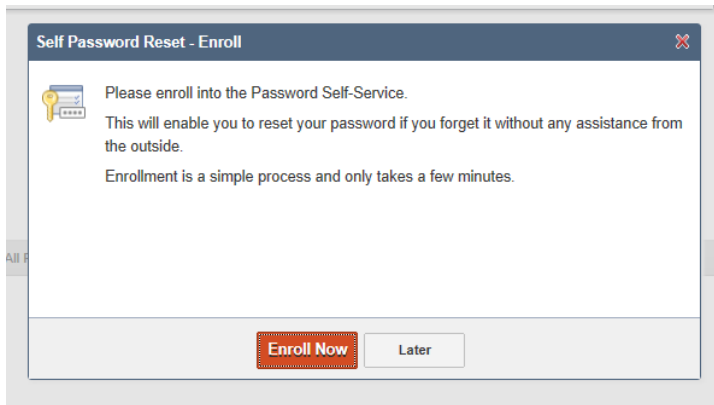 Self Password Reset - Enroll
Please enroll into the Password Self-Service.
This will enable you to reset your password if you forget it without any assistance from
the outside.
Enrollment is a simple process and only takes a few minutes.
All
Enroll Now
Later